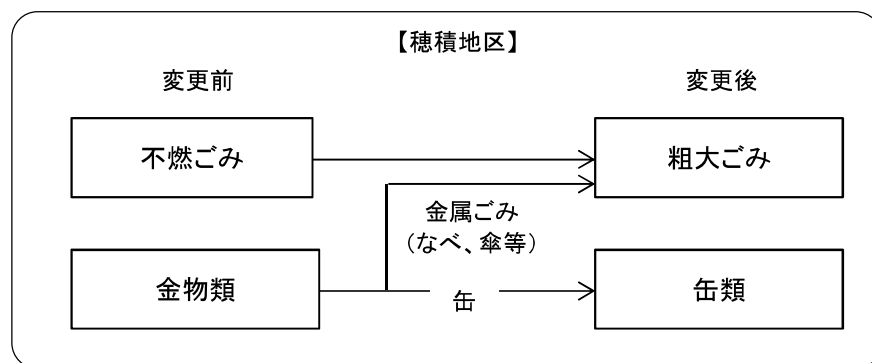 【穂積地区】
変更前
変更後
不燃ごみ
粗大ごみ
金属ごみ
(なべ、傘等)
金物類
缶
缶類